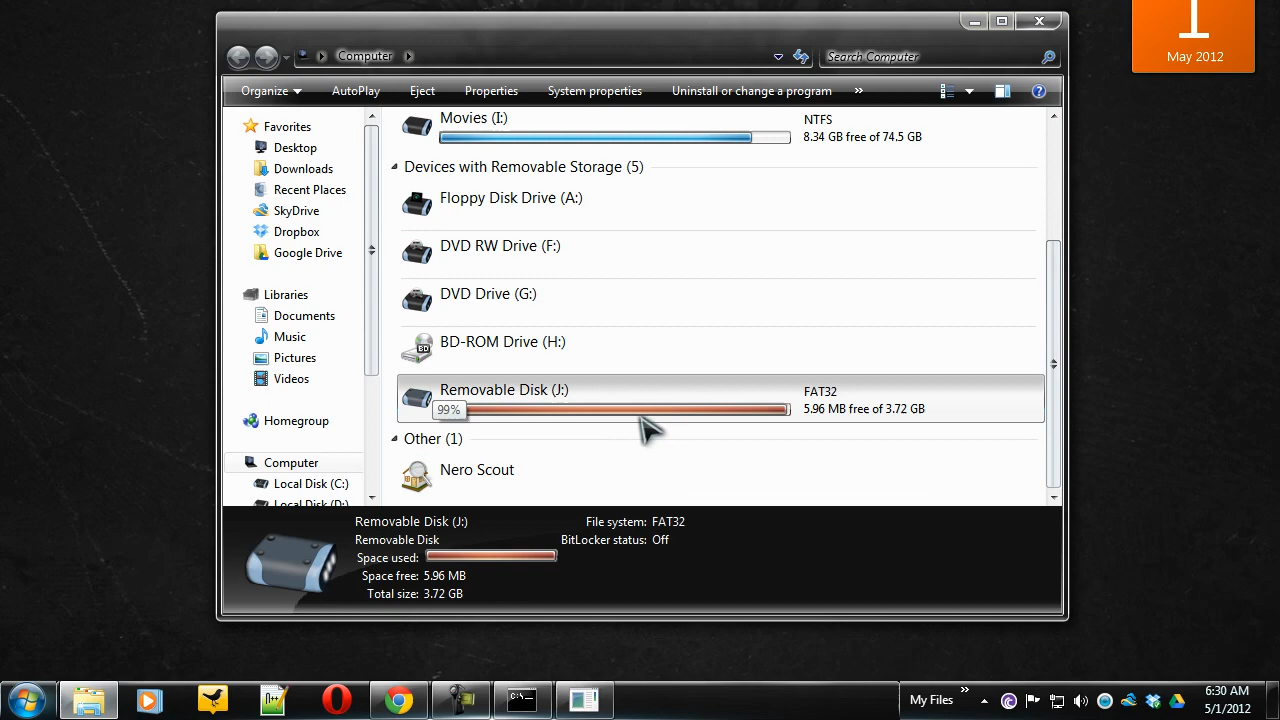 1
May 2012
Computer
Search Computer
Organize
AutoPlay
Eject
Properties
System properties
Uninstall or change a program
»
Favorites
Desktop
Downloads
Recent Places
SkyDrive
Dropbox
Google Drive
Libraries
Documents
Music
Pictures
Videos
Homegroup
Computer
Local Disk (C:)
Local Disk (D:)
Movies (I:)
NTFS
8.34 GB free of 74.5 GB
Devices with Removable Storage (5)
Floppy Disk Drive (A:)
DVD RW Drive (F:)
DVD Drive (G:)
BD
BD-ROM Drive (H:)
Removable Disk (J:)
99%
FAT32
5.96 MB free of 3.72 GB
Other (1)
Nero Scout
Removable Disk (J:)
Removable Disk
Space used:
Space free: 5.96 MB
Total size: 3.72 GB
File system: FAT32
BitLocker status: Off
My Files
»
6:30 AM
5/1/2012